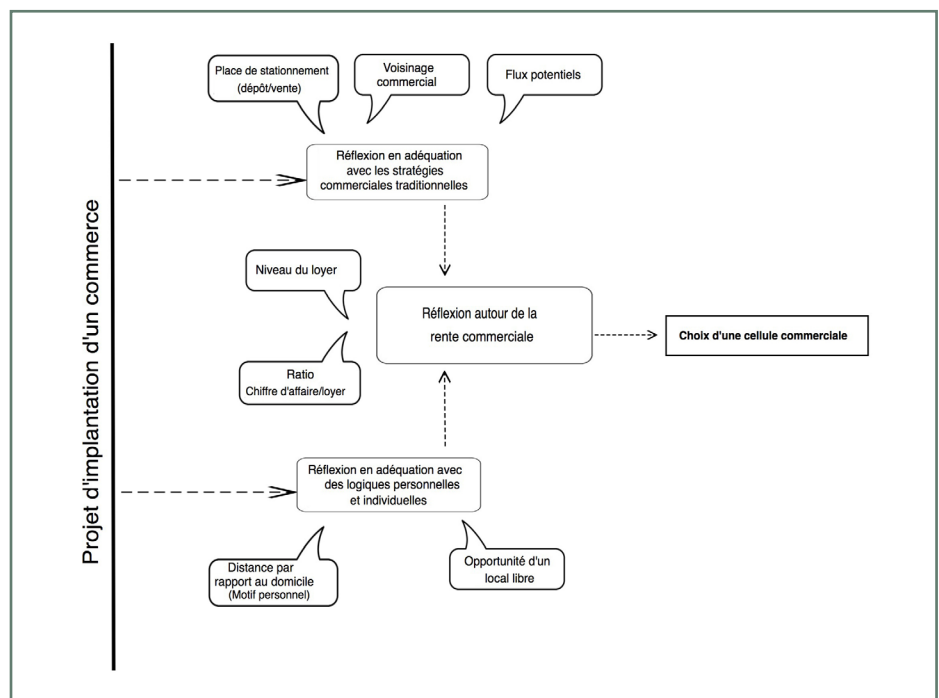 Projet d'implantation d'un commerce
Place de stationnement
(dépôt/vente)
Voisinage
commercial
Flux potentiels
Réflexion en adéquation
avec les stratégies
commerciales traditionnelles
Niveau du loyer
Réflexion autour de la
rente commerciale
Choix d'une cellule commerciale
Ratio
Chiffre d'affaire/loyer
Réflexion en adéquation avec
des logiques personnelles
et individuelles
Distance par
rapport au domicile
(Motif personnel)
Opportunité d'un
local libre